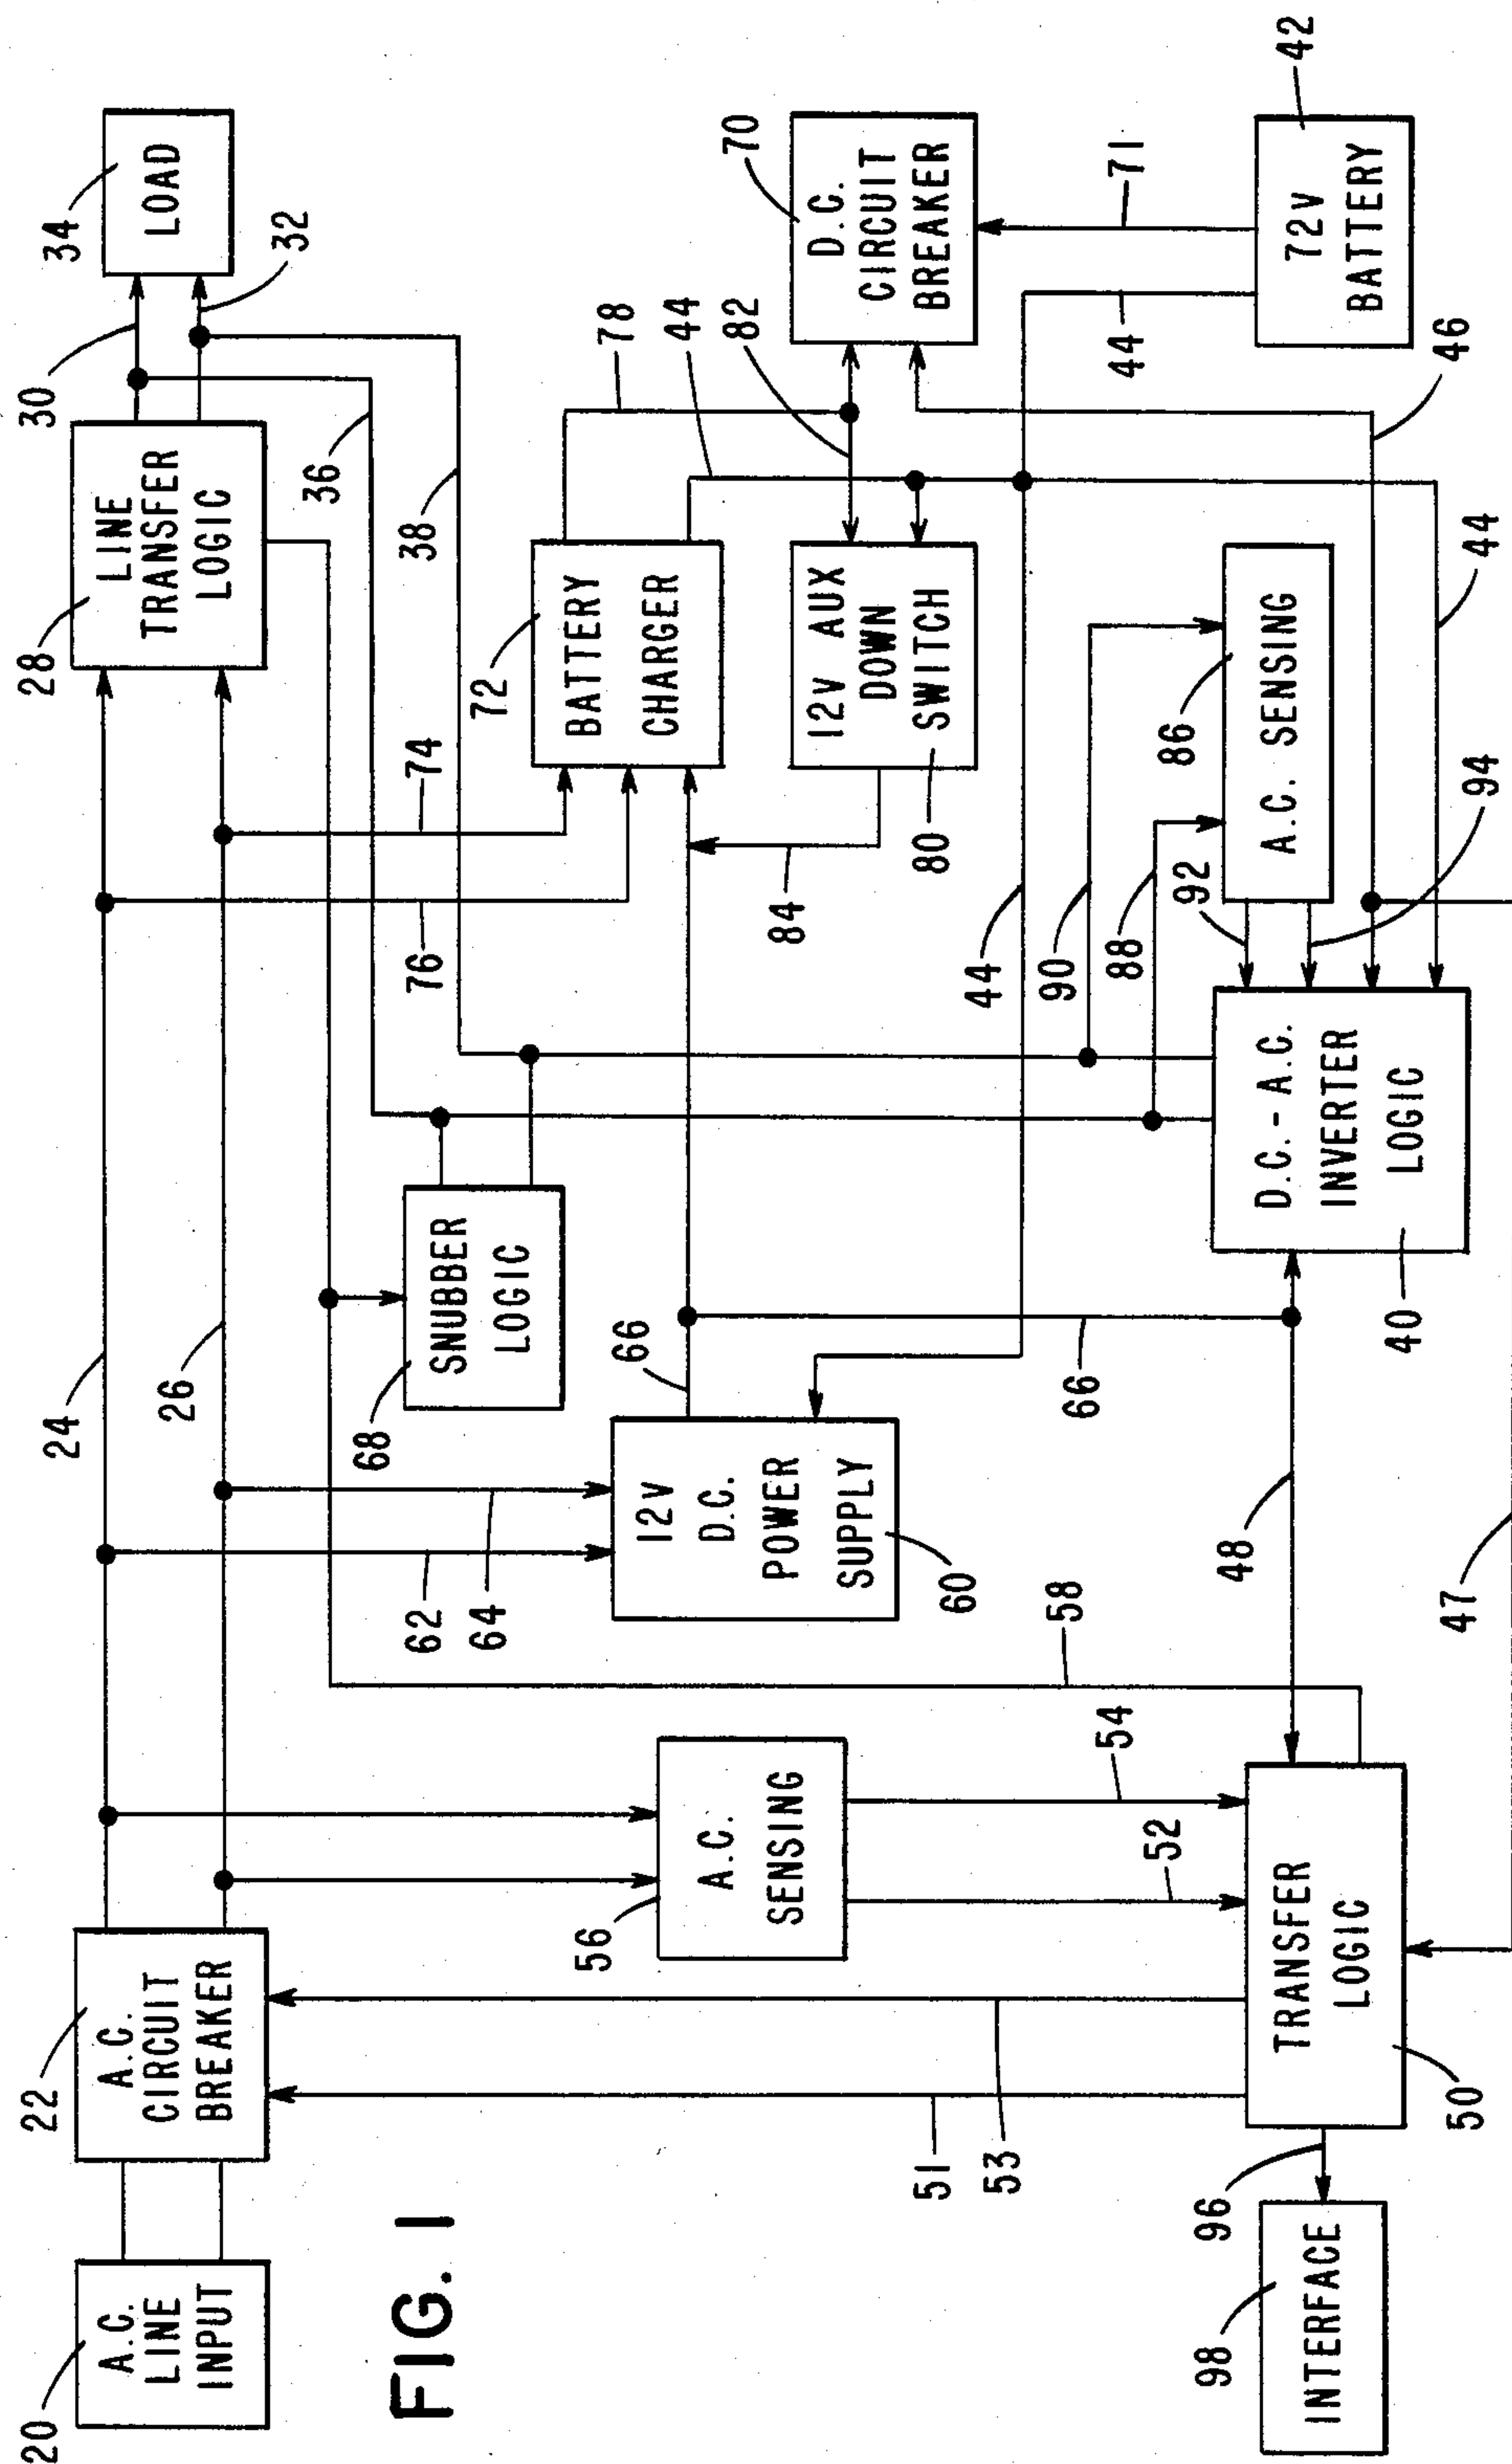 20
A.C.
LINE
INPUT
22
A.C.
CIRCUIT
BREAKER
24
26
28
LINE
TRANSFER
LOGIC
30
32
34
LOAD
36
38
FIG. 1
56
A.C.
SENSING
62
64
68
SNUBBER
LOGIC
76
74
72
BATTERY
CHARGER
78
44
82
70
D.C.
CIRCUIT
BREAKER
12V
D.C.
POWER
SUPPLY
60
66
66
84
12V AUX
DOWN
SWITCH
80
71
51
53
52
54
58
44
90
88
92
86
A.C. SENSING
94
44
44
46
72V
BATTERY
42
98
INTERFACE
96
TRANSFER
LOGIC
50
48
47
D.C.-A.C.
INVERTER
LOGIC
40